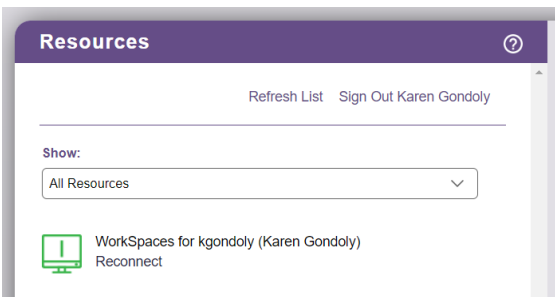 Resources
Refresh List Sign Out Karen Gondoly
Show:
All Resources
WorkSpaces for kgondoly (Karen Gondoly)
Reconnect